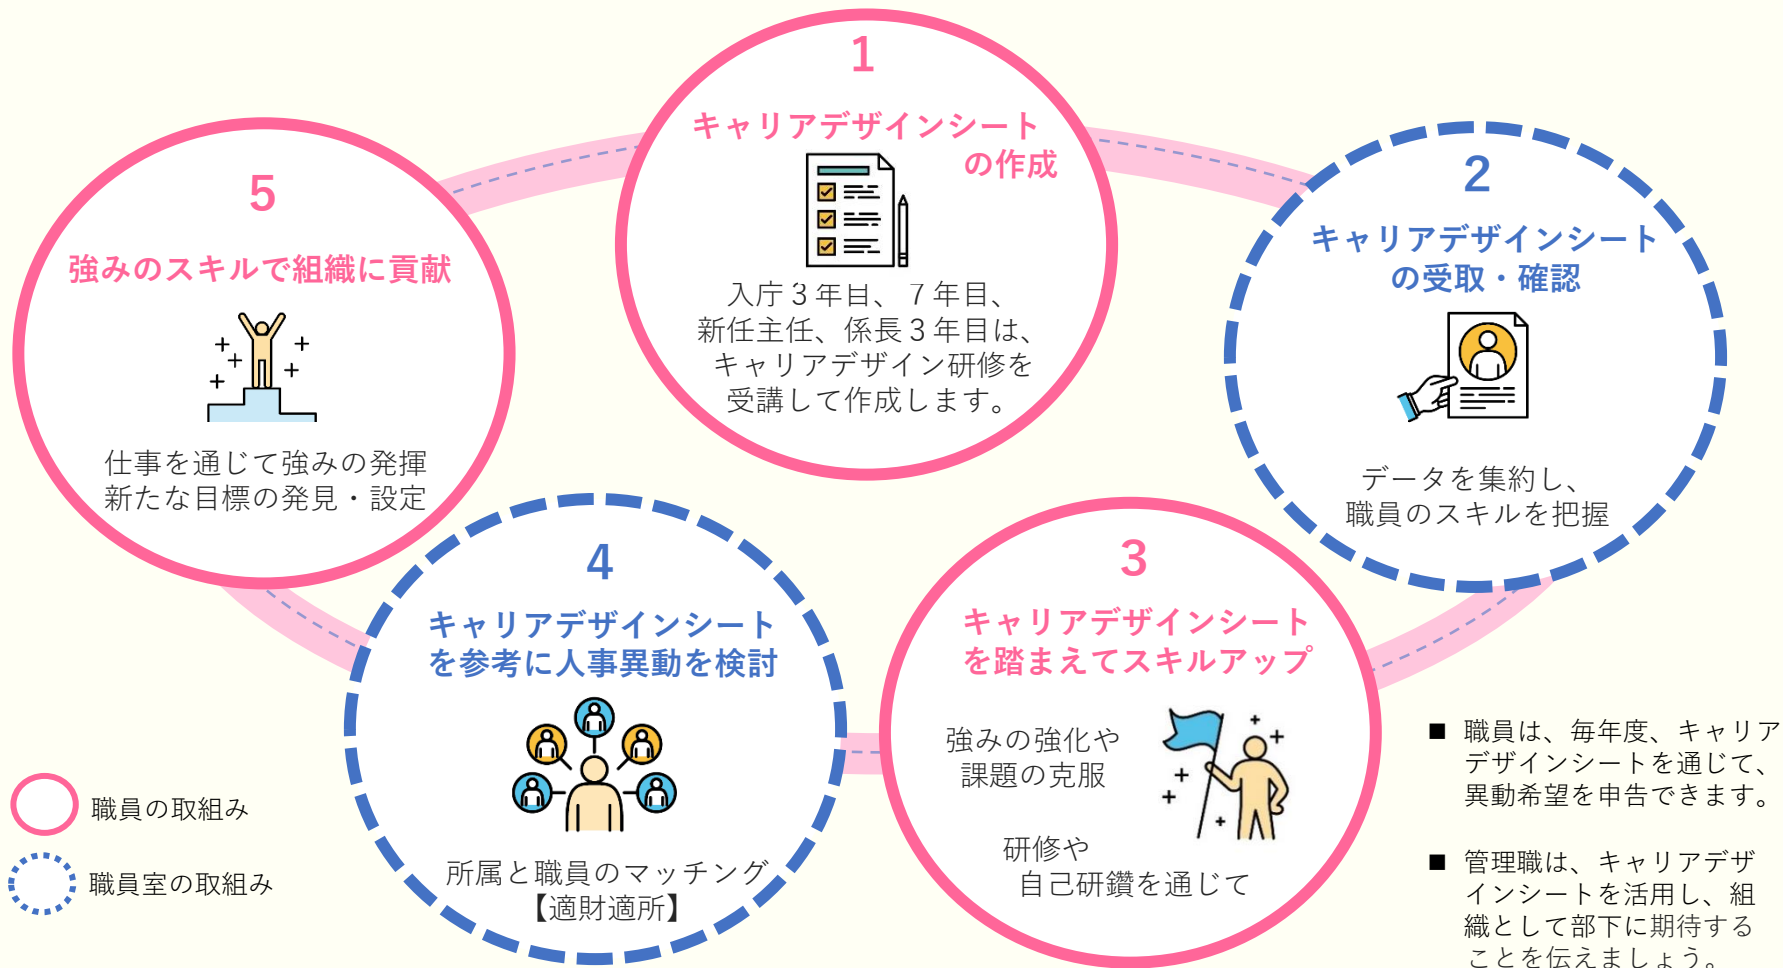 1
キャリアデザインシート
の作成
入庁３年目、７年目、
新任主任、係長３年目は、
キャリアデザイン研修を
受講して作成します。
2
キャリアデザインシート
の受取・確認
データを集約し、
職員のスキルを把握
3
キャリアデザインシート
を踏まえてスキルアップ
強みの強化や
課題の克服
研修や
自己研鑽を通じて
4
キャリアデザインシート
を参考に人事異動を検討
所属と職員のマッチング
【適財適所】
5
強みのスキルで組織に貢献
仕事を通じて強みの発揮
新たな目標の発見・設定
職員の取組み
職員室の取組み
■ 職員は、毎年度、キャリア
デザインシートを通じて、
異動希望を申告できます。
■ 管理職は、キャリアデザ
インシートを活用し、組
織として部下に期待する
ことを伝えましょう。